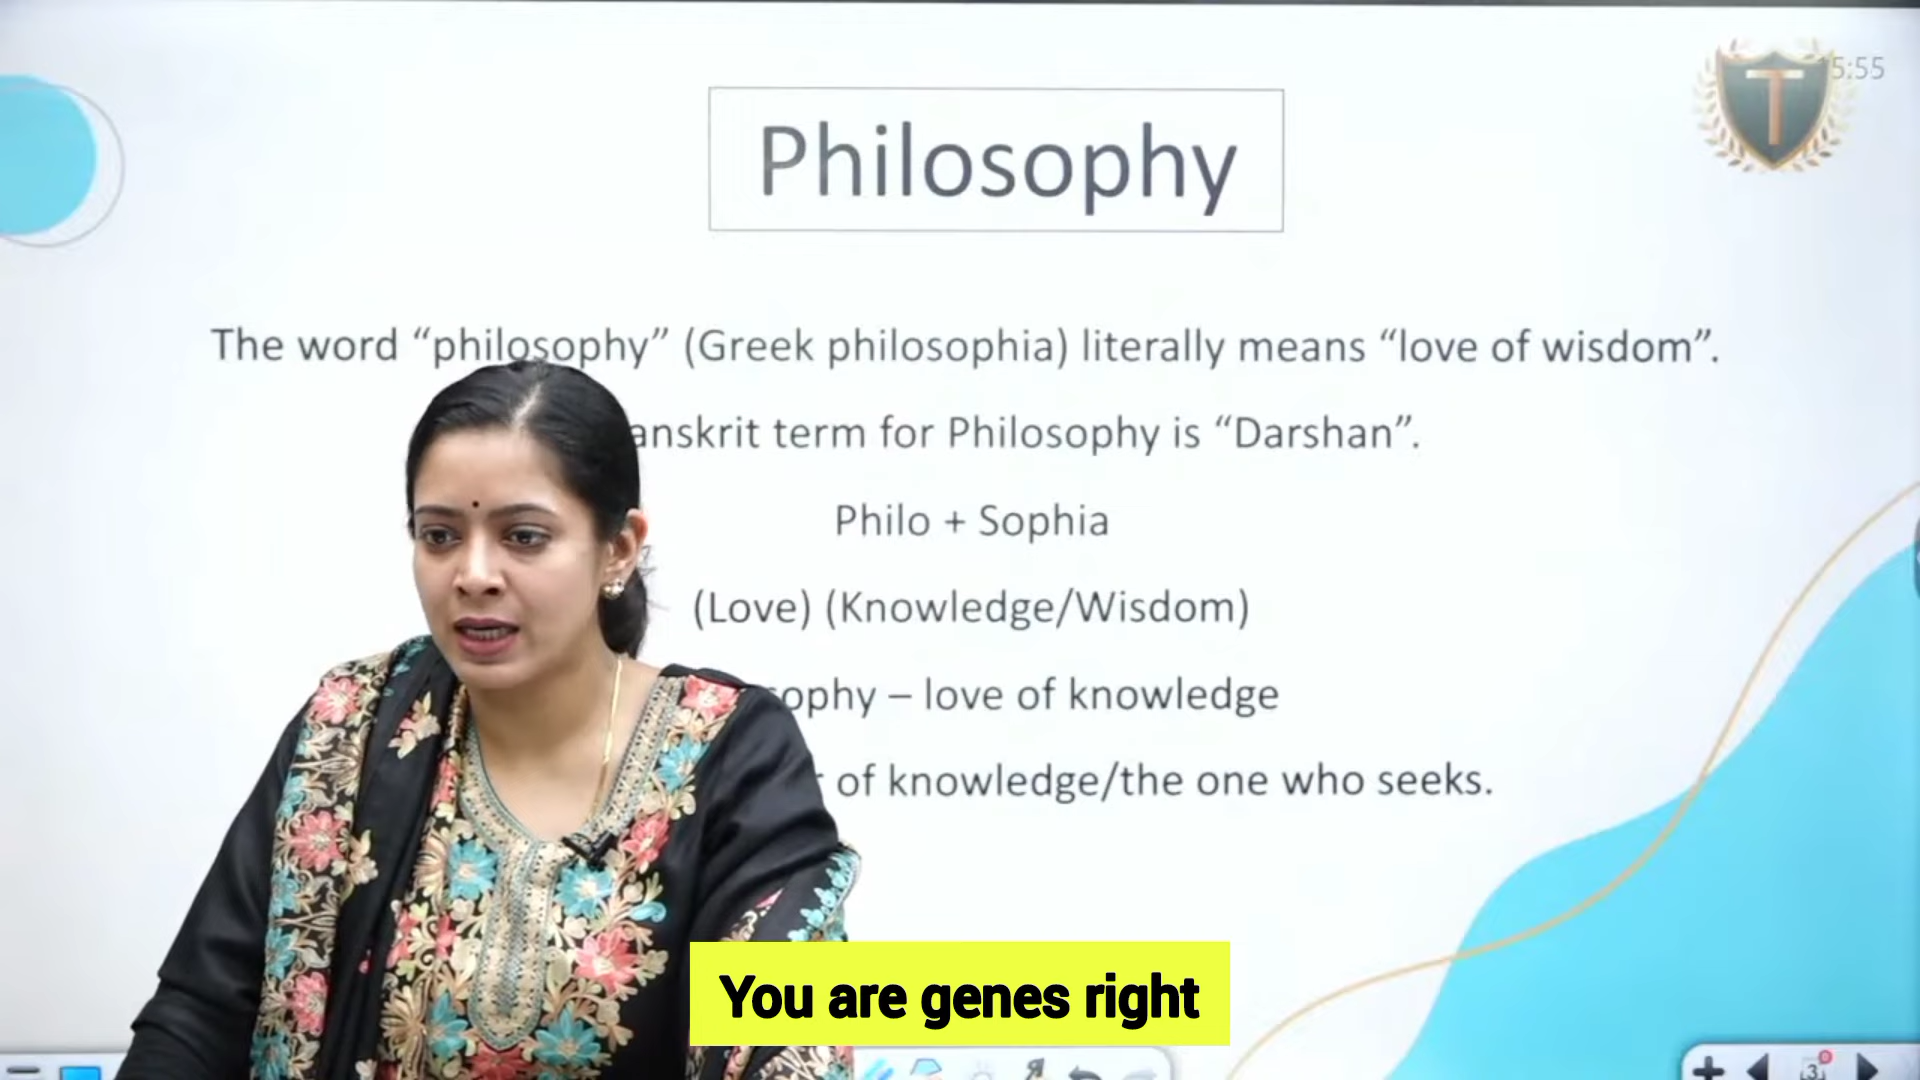 T
5:55
Philosophy
The word “philosophy” (Greek philosophia) literally means “love of wisdom”.
anskrit term for Philosophy is “Darshan”.
Philo + Sophia
(Love) (Knowledge/Wisdom)
ophy – love of knowledge
of knowledge/the one who seeks.
You are genes right
3